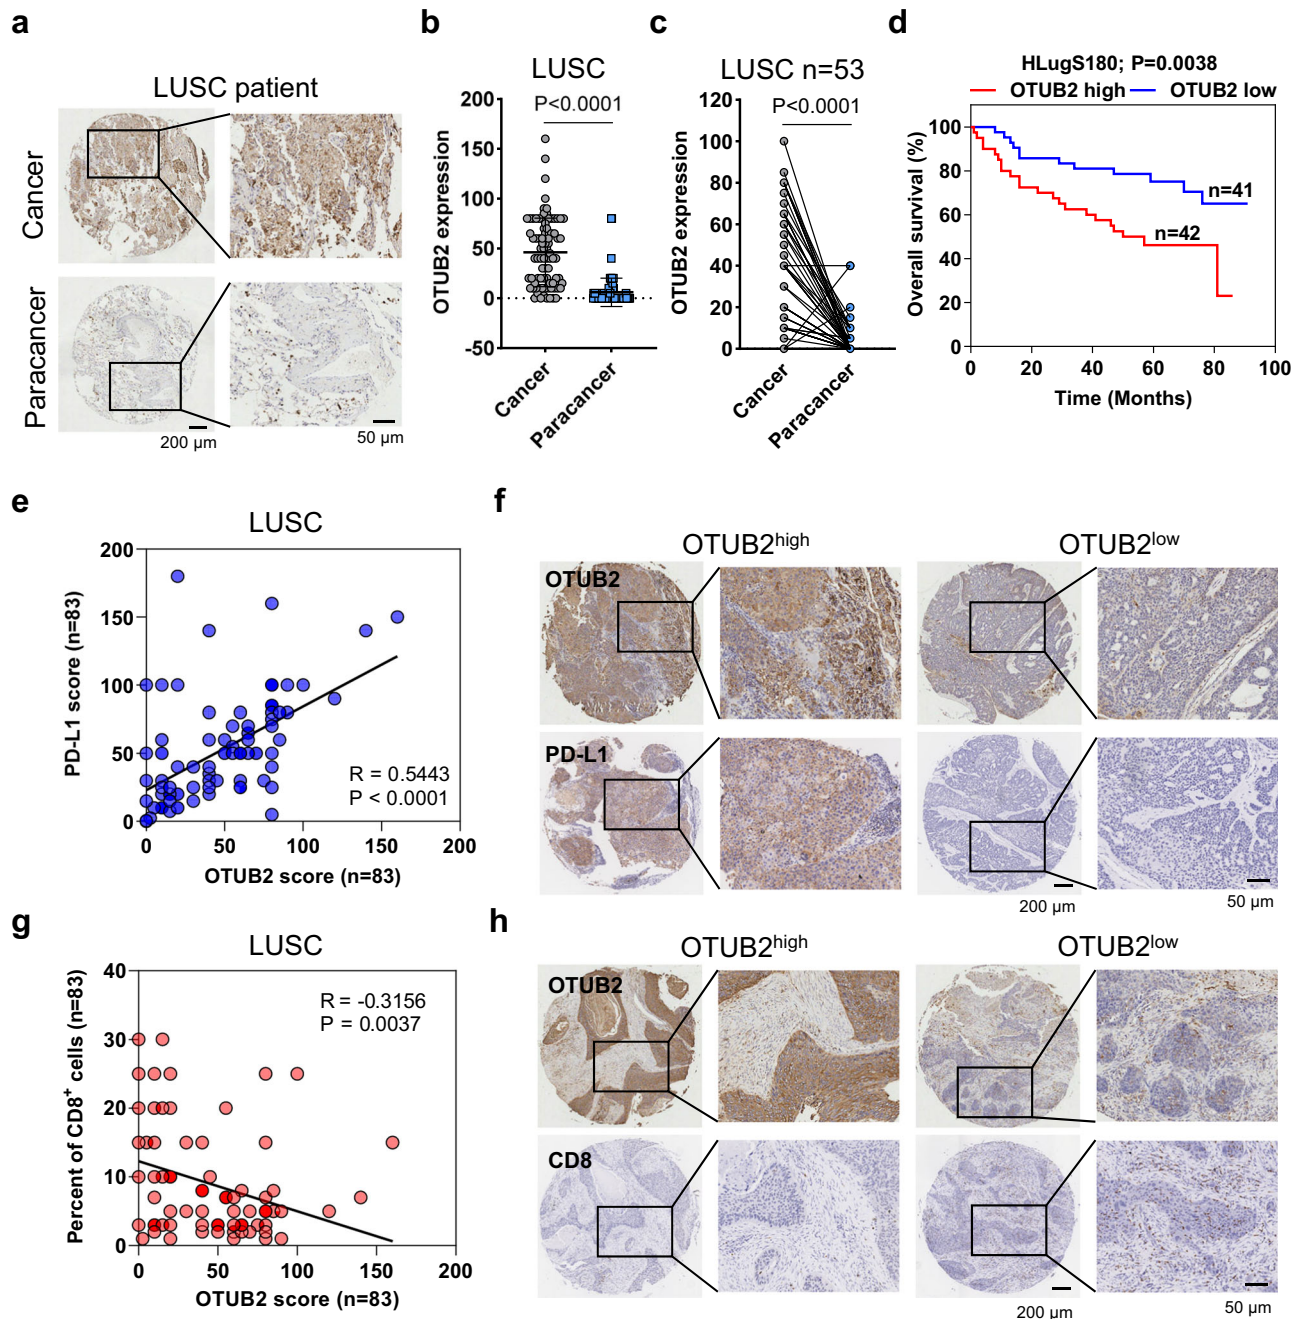 a
LUSC patient
Cancer
Paracancer
200 µm
50 µm
b
LUSC
P<0.0001
OTUB2 expression
200
150
100
50
0
-50
Cancer
Paracancer
c
LUSC n=53
P<0.0001
OTUB2 expression
120
100
80
60
40
20
0
Cancer
Paracancer
d
HLugS180; P=0.0038
OTUB2 high
OTUB2 low
Overall survival (%)
100
80
60
40
20
0
n=41
n=42
0 20 40 60 80 100
Time (Months)
e
LUSC
PD-L1 score (n=83)
200
150
100
50
0
R = 0.5443
P < 0.0001
0 50 100 150 200
OTUB2 score (n=83)
f
OTUB2high
OTUB2low
OTUB2
PD-L1
200 µm
50 µm
g
LUSC
Percent of CD8+ cells (n=83)
40
30
20
10
0
R = -0.3156
P = 0.0037
0 50 100 150 200
OTUB2 score (n=83)
h
OTUB2high
OTUB2low
OTUB2
CD8
200 µm
50 µm